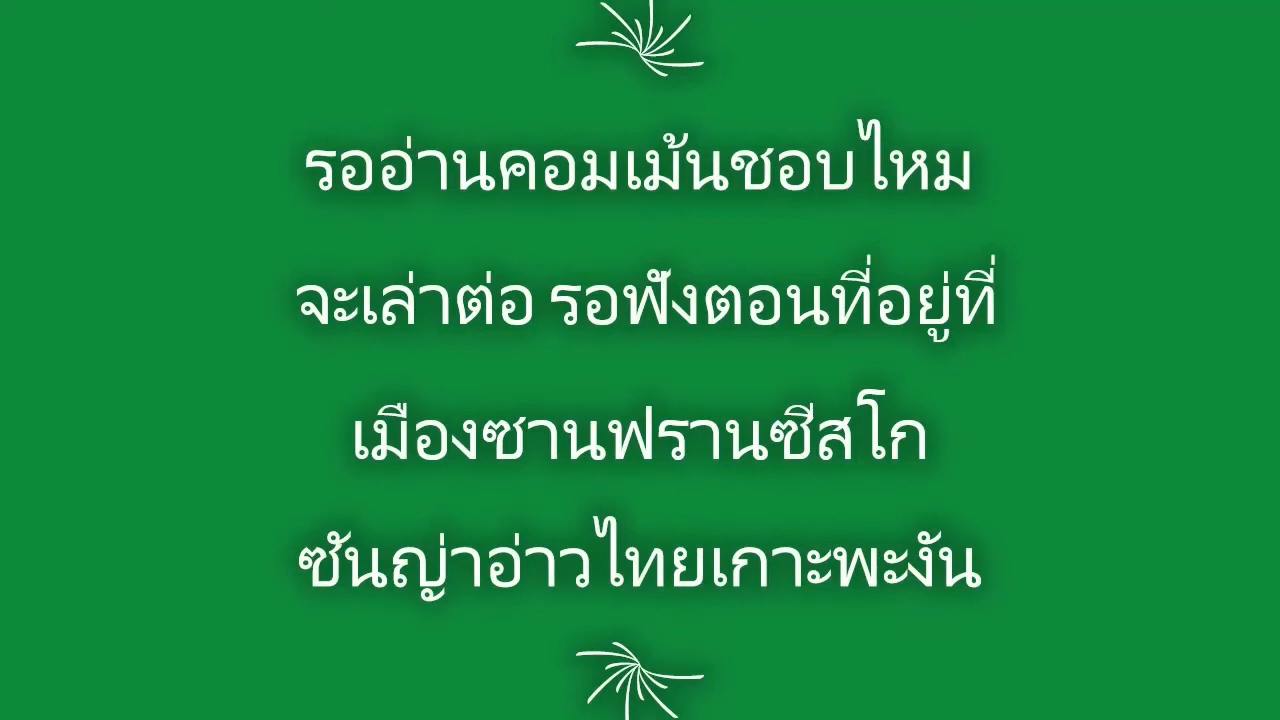 รออ่านคอมเม้นชอบไหม
จะเล่าต่อ รอฟังตอนที่อยู่ที่
เมืองซานฟรานซีสโก
ซันญ่าอ่าวไทยเกาะพะงัน